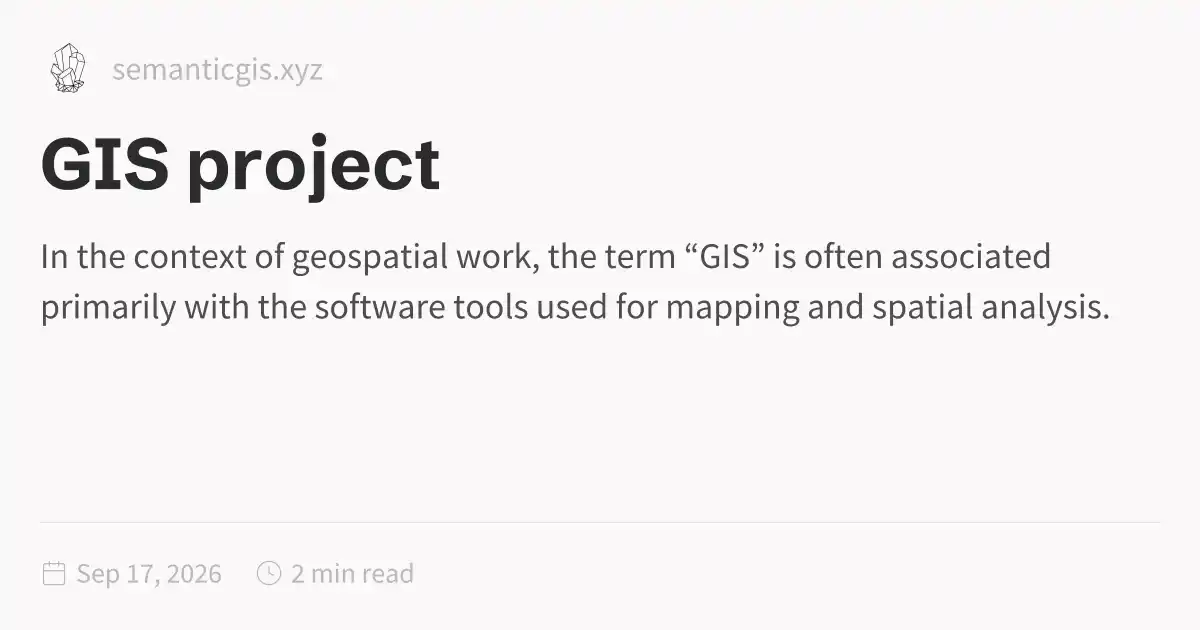 semanticgis.xyz
GIS project
In the context of geospatial work, the term “GIS” is often associated
primarily with the software tools used for mapping and spatial analysis.
Sep 17, 2026 2 min read